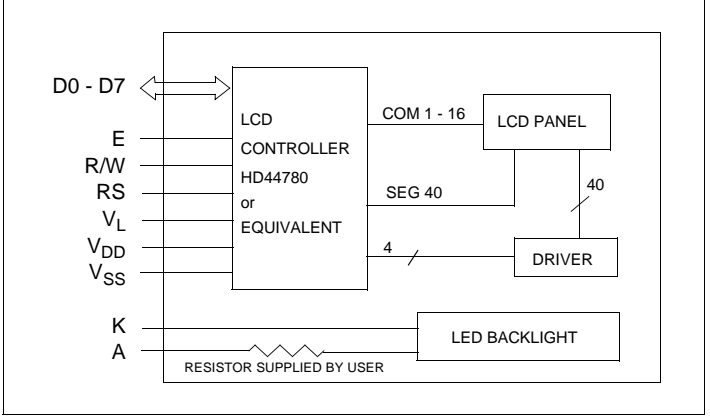 D0 - D7
E
R/W
RS
VL
VDD
VSS
K
A
LCD
CONTROLLER
HD44780
or
EQUIVALENT
COM 1 - 16
SEG 40
4
LCD PANEL
40
DRIVER
LED BACKLIGHT
RESISTOR SUPPLIED BY USER